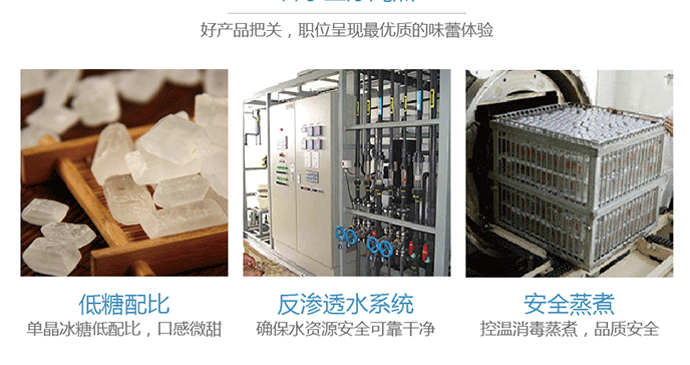 好产品把关，职位呈现最优质的味蕾体验
低糖配比
单晶冰糖低配比，口感微甜
反渗透水系统
确保水资源安全可靠干净
安全蒸煮
控温消毒蒸煮，品质安全